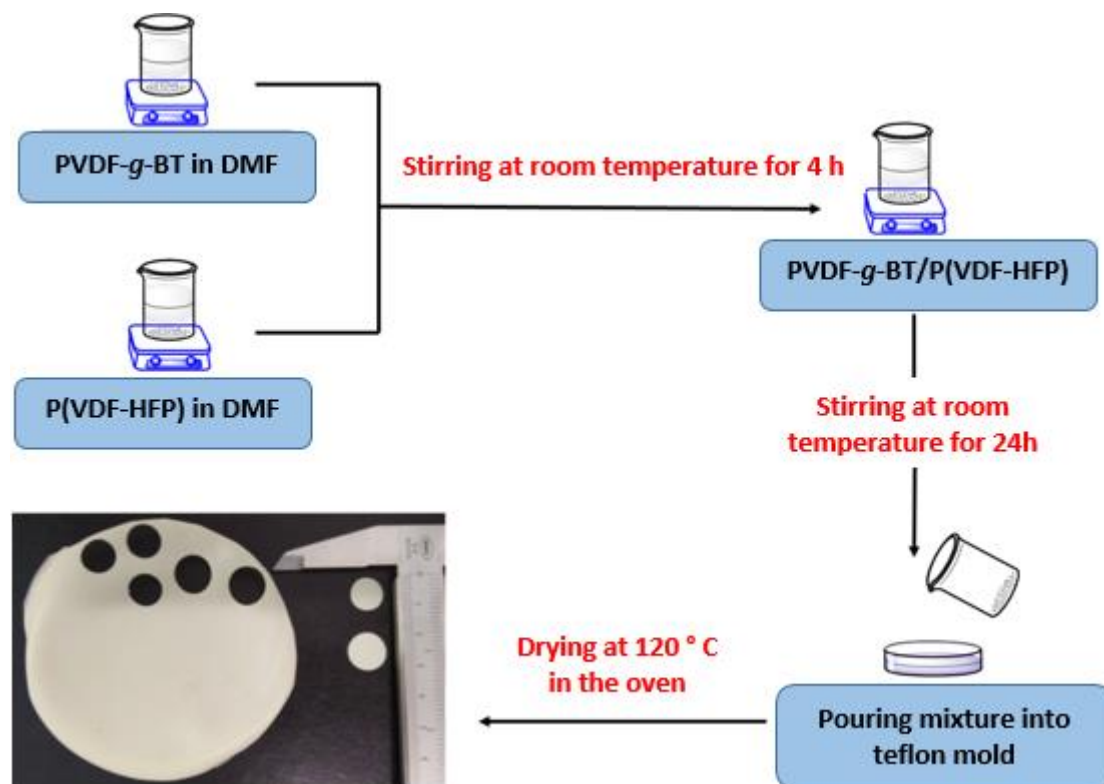 PVDF-g-BT in DMF
Stirring at room temperature for 4 h
PVDF-g-BT/P(VDF-HFP)
P(VDF-HFP) in DMF
Stirring at room
temperature for 24h
Drying at 120 ° C
in the oven
Pouring mixture into
teflon mold